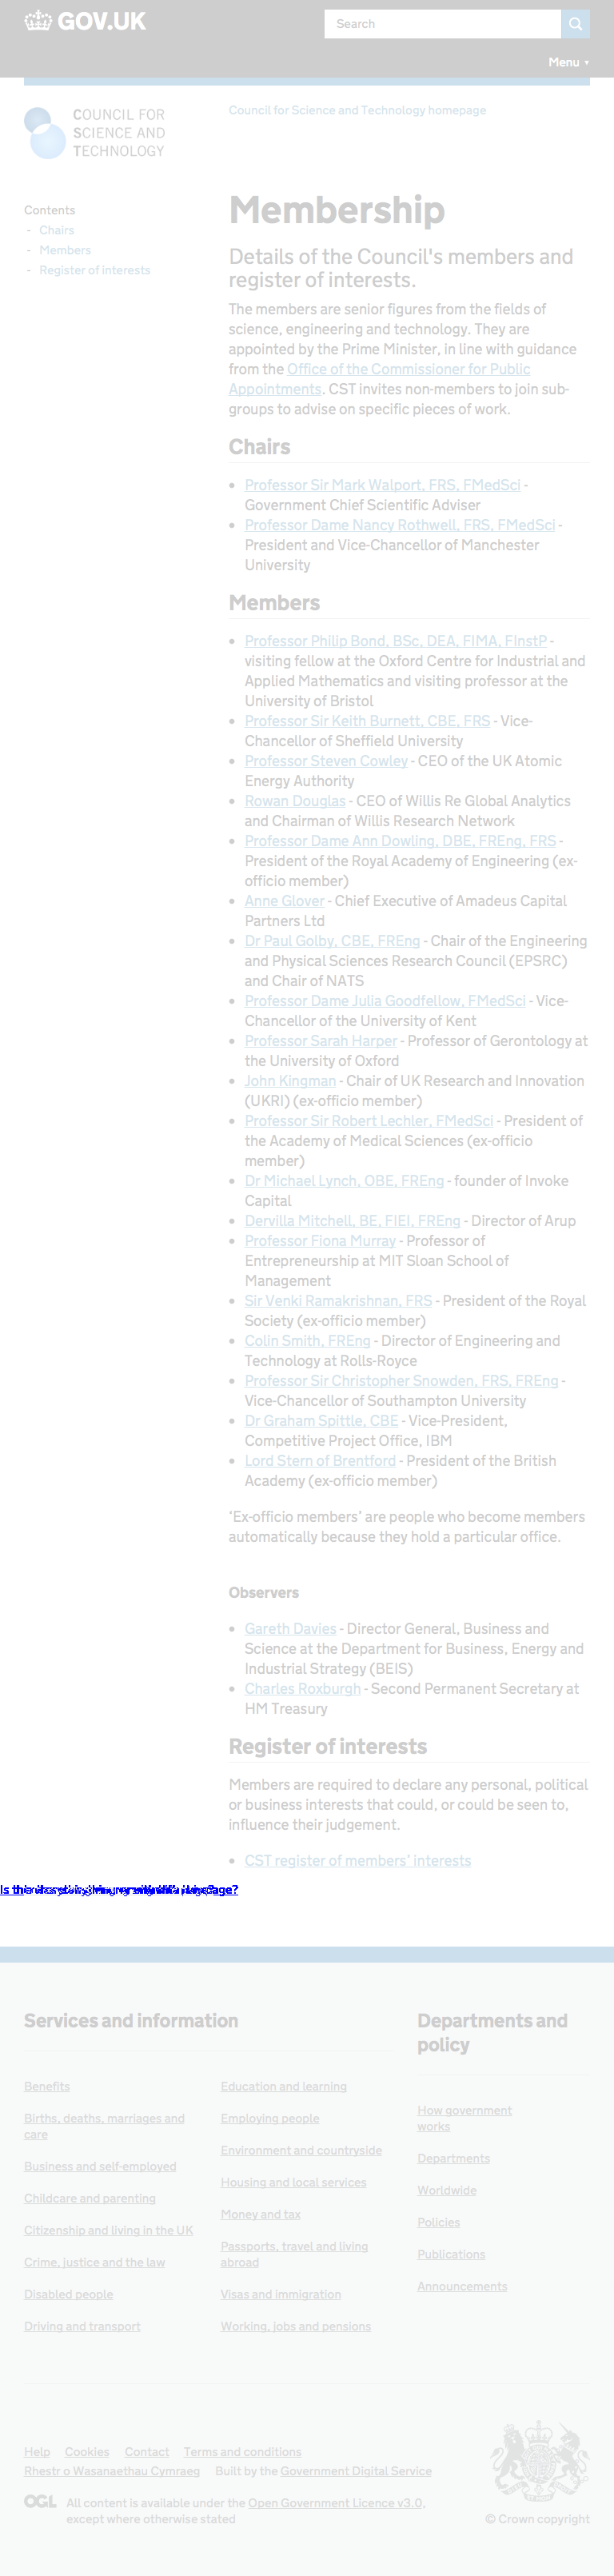 GOV.UK
Search
Menu ▼
COUNCIL FOR
SCIENCE AND
TECHNOLOGY
Council for Science and Technology homepage
Contents
- Chairs
- Members
- Register of interests
Membership
Details of the Council's members and
register of interests.
The members are senior figures from the fields of
science, engineering and technology. They are
appointed by the Prime Minister, in line with guidance
from the Office of the Commissioner for Public
Appointments. CST invites non-members to join sub-
groups to advise on specific pieces of work.
Chairs
• Professor Sir Mark Walport, FRS, FMedSci -
Government Chief Scientific Adviser
• Professor Dame Nancy Rothwell, FRS, FMedSci -
President and Vice-Chancellor of Manchester
University
Members
• Professor Philip Bond, BSc, DEA, FIMA, FInstP -
visiting fellow at the Oxford Centre for Industrial and
Applied Mathematics and visiting professor at the
University of Bristol
• Professor Sir Keith Burnett, CBE, FRS - Vice-
Chancellor of Sheffield University
• Professor Steven Cowley - CEO of the UK Atomic
Energy Authority
• Rowan Douglas - CEO of Willis Re Global Analytics
and Chairman of Willis Research Network
• Professor Dame Ann Dowling, DBE, FREng, FRS -
President of the Royal Academy of Engineering (ex-
officio member)
• Anne Glover - Chief Executive of Amadeus Capital
Partners Ltd
• Dr Paul Golby, CBE, FREng - Chair of the Engineering
and Physical Sciences Research Council (EPSRC)
and Chair of NATS
• Professor Dame Julia Goodfellow, FMedSci - Vice-
Chancellor of the University of Kent
• Professor Sarah Harper - Professor of Gerontology at
the University of Oxford
• John Kingman - Chair of UK Research and Innovation
(UKRI) (ex-officio member)
• Professor Sir Robert Lechler, FMedSci - President of
the Academy of Medical Sciences (ex-officio
member)
• Dr Michael Lynch, OBE, FREng - founder of Invoke
Capital
• Dervilla Mitchell, BE, FIEI, FREng - Director of Arup
• Professor Fiona Murray - Professor of
Entrepreneurship at MIT Sloan School of
Management
• Sir Venki Ramakrishnan, FRS - President of the Royal
Society (ex-officio member)
• Colin Smith, FREng - Director of Engineering and
Technology at Rolls-Royce
• Professor Sir Christopher Snowden, FRS, FREng -
Vice-Chancellor of Southampton University
• Dr Graham Spittle, CBE - Vice-President,
Competitive Project Office, IBM
• Lord Stern of Brentford - President of the British
Academy (ex-officio member)
‘Ex-officio members’ are people who become members
automatically because they hold a particular office.
Observers
• Gareth Davies - Director General, Business and
Science at the Department for Business, Energy and
Industrial Strategy (BEIS)
• Charles Roxburgh - Second Permanent Secretary at
HM Treasury
Register of interests
Members are required to declare any personal, political
or business interests that could, or could be seen to,
influence their judgement.
• CST register of members’ interests
Services and information
Benefits
Births, deaths, marriages and
care
Business and self-employed
Childcare and parenting
Citizenship and living in the UK
Crime, justice and the law
Disabled people
Driving and transport
Education and learning
Employing people
Environment and countryside
Housing and local services
Money and tax
Passports, travel and living
abroad
Visas and immigration
Working, jobs and pensions
Departments and
policy
How government
works
Departments
Worldwide
Policies
Publications
Announcements
Help Cookies Contact Terms and conditions
Rhestr o Wasanaethau Cymraeg Built by the Government Digital Service
OGL All content is available under the Open Government Licence v3.0,
except where otherwise stated
© Crown copyright